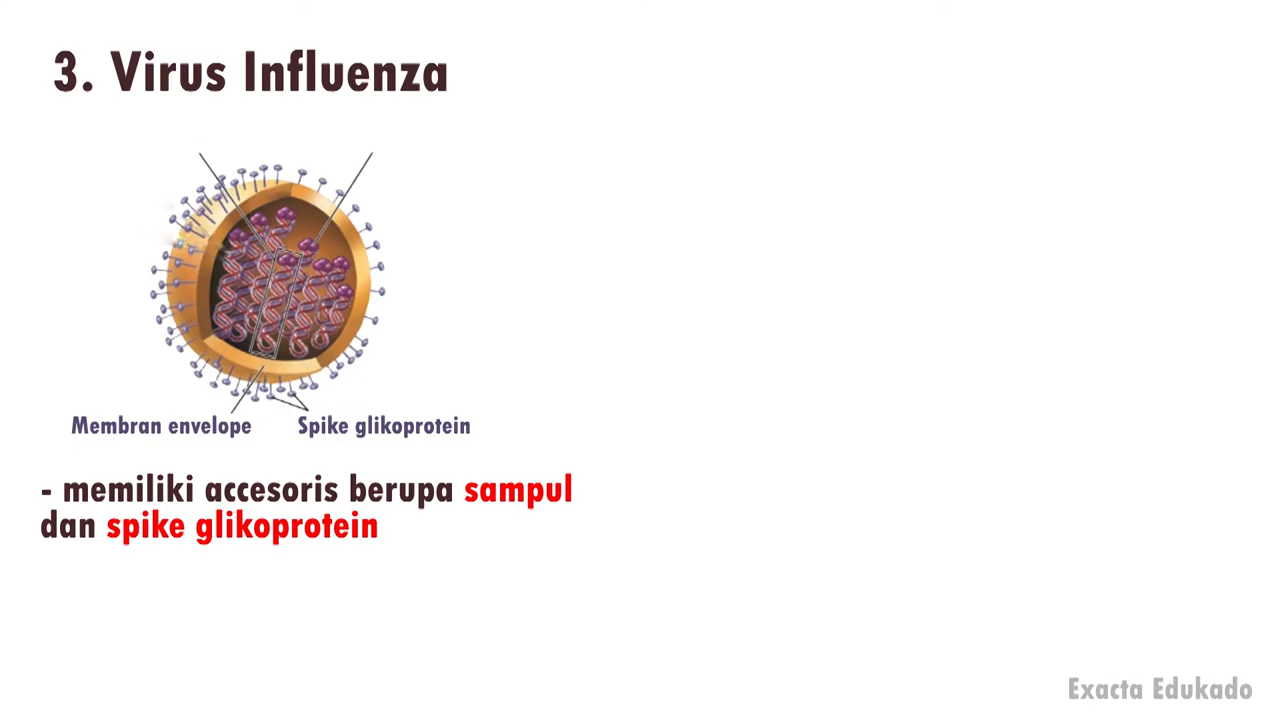 3. Virus Influenza
Membran envelope
Spike glikoprotein
- memiliki accesoris berupa sampul
dan spike glikoprotein
Exacta Edukado